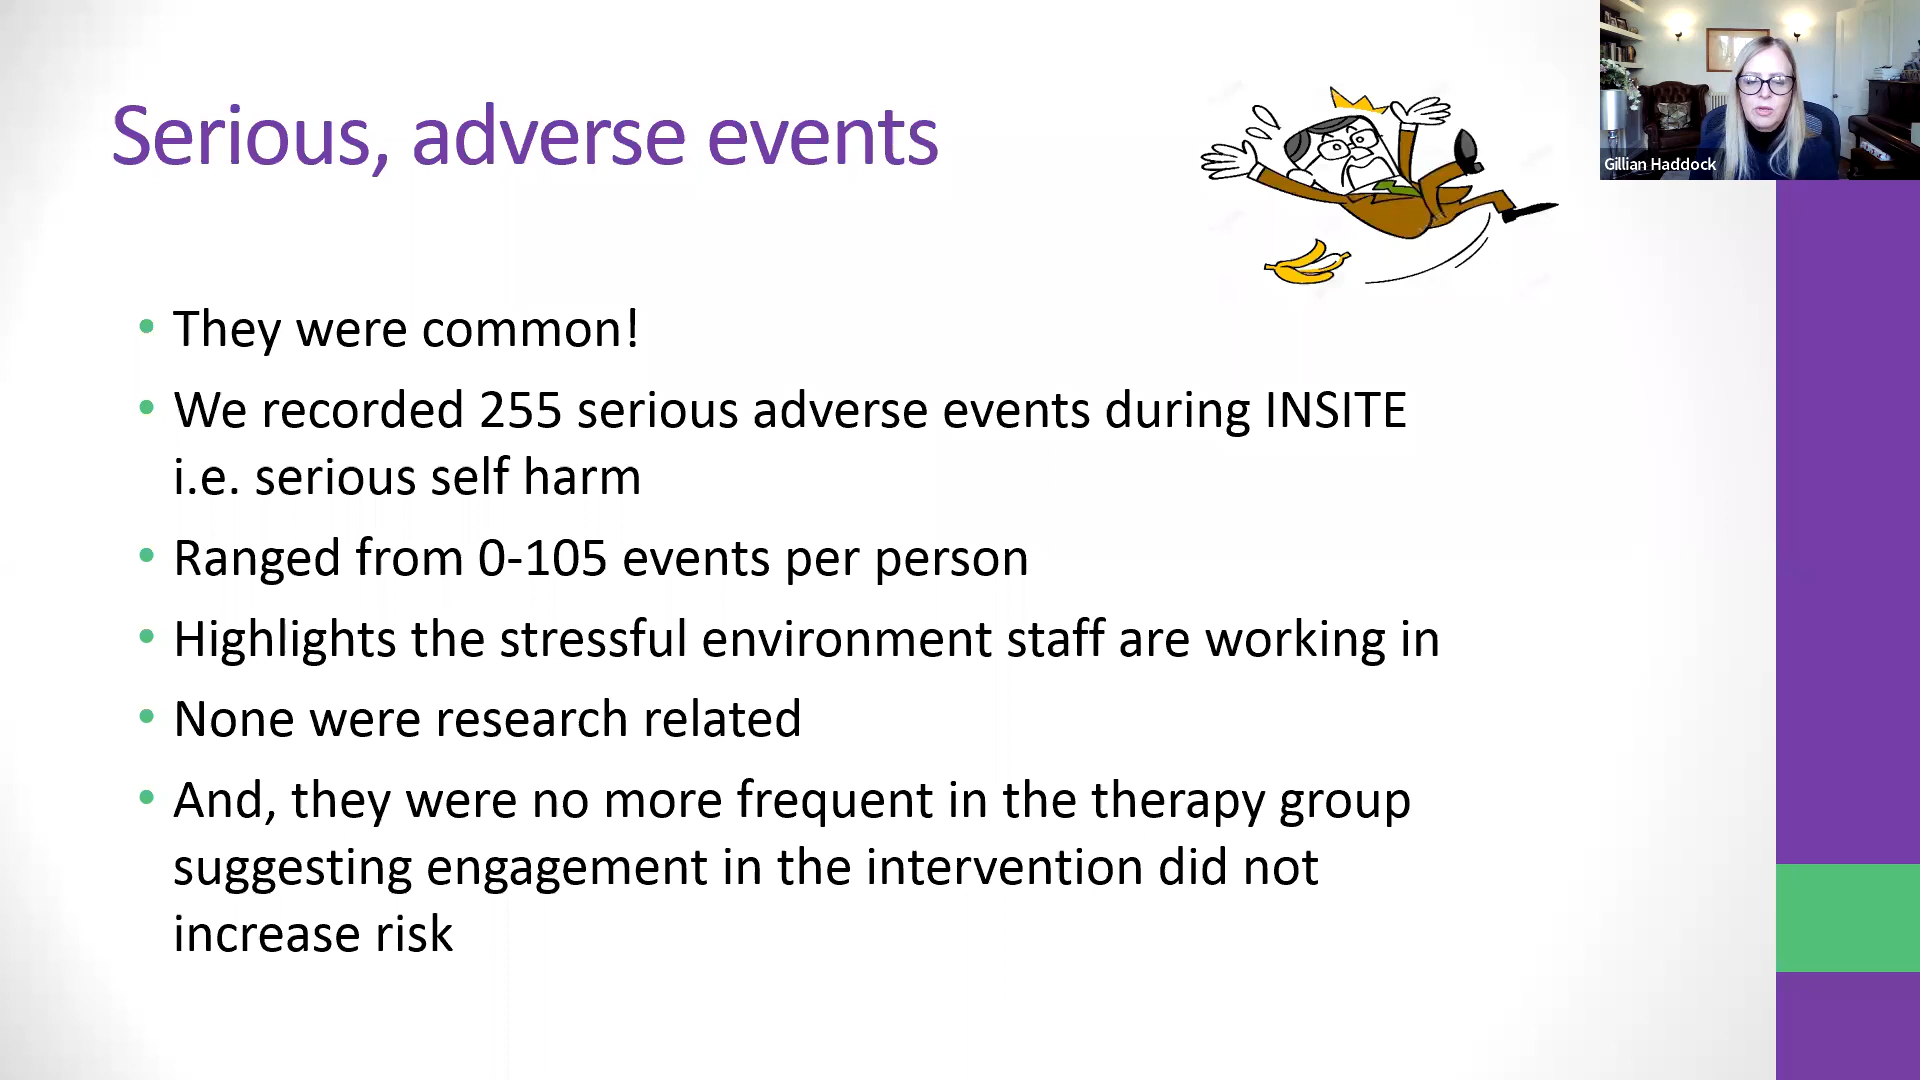 Serious, adverse events
Gillian Haddock
• They were common!
• We recorded 255 serious adverse events during INSITE
i.e. serious self harm
• Ranged from 0-105 events per person
• Highlights the stressful environment staff are working in
• None were research related
• And, they were no more frequent in the therapy group
suggesting engagement in the intervention did not
increase risk